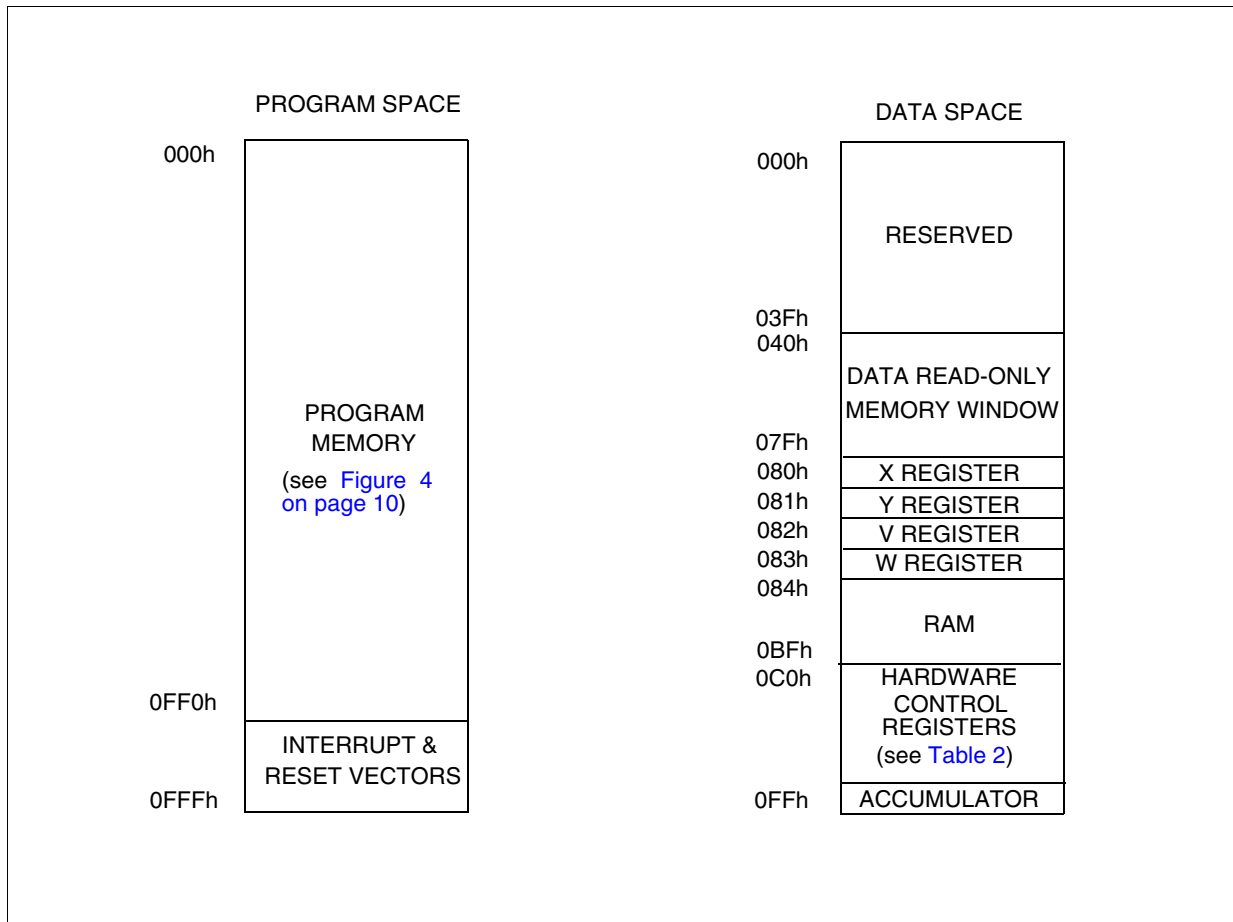 PROGRAM SPACE
000h
PROGRAM
MEMORY
(see Figure 4
on page 10)
0FF0h
INTERRUPT &
RESET VECTORS
0FFFh
DATA SPACE
000h
RESERVED
03Fh
040h
DATA READ-ONLY
MEMORY WINDOW
07Fh
080h X REGISTER
081h Y REGISTER
082h V REGISTER
083h W REGISTER
084h
RAM
0BFh
0C0h HARDWARE
CONTROL
REGISTERS
(see Table 2)
0FFh ACCUMULATOR